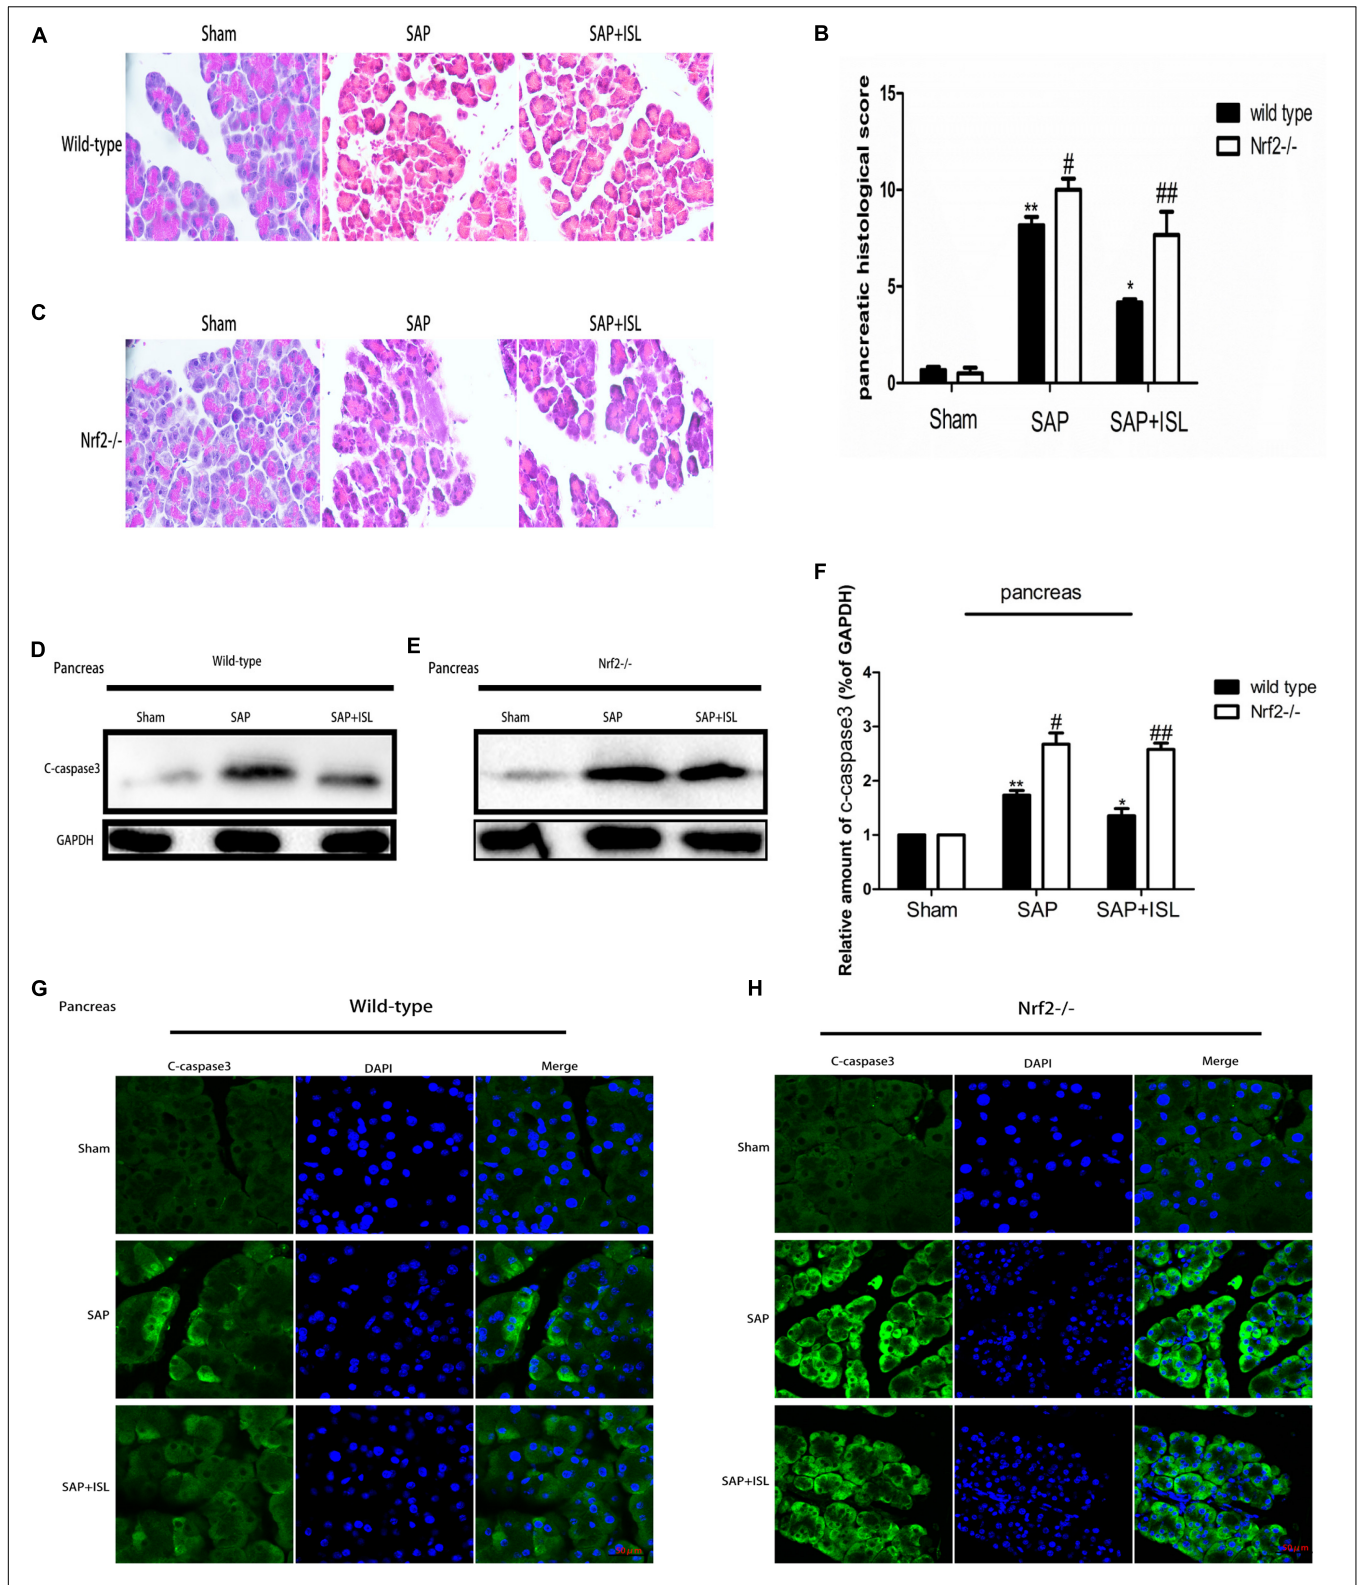 A
Sham SAP SAP+ISL
Wild-type
B
pancreatic histological score
15
10
5
0
** # * ##
Sham SAP SAP+ISL
wild type
Nrf2-/-
C
Sham SAP SAP+ISL
Nrf2-/-
D
Pancreas Wild-type
Sham SAP SAP+ISL
C-caspase3
GAPDH
E
Pancreas Nrf2-/-
Sham SAP SAP+ISL
F
pancreas
Relative amount of c-caspase3 (%of GAPDH)
4
3
2
1
0
** # * ##
Sham SAP SAP+ISL
wild type
Nrf2-/-
G
Pancreas Wild-type
C-caspase3 DAPI Merge
Sham
SAP
SAP+ISL
50μm
H
Nrf2-/-
C-caspase3 DAPI Merge
Sham
SAP
SAP+ISL
50μm